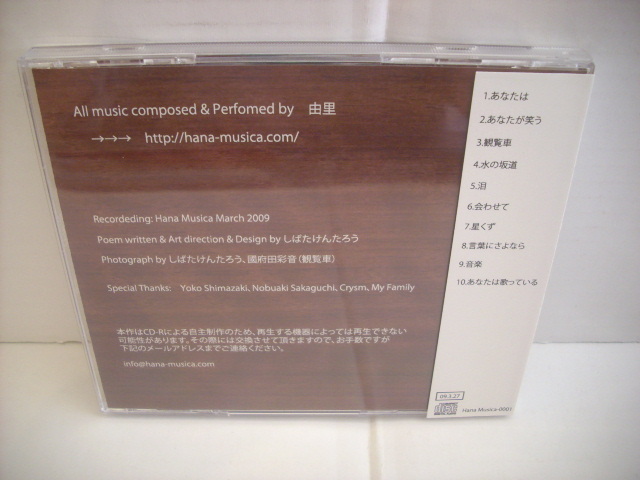 All music composed & Perfomed by 由里
→→→ http://hana-musica.com/
Recordeding: Hana Musica March 2009
Poem written & Art direction & Design by しばたけんたろう
Photograph by しばたけんたろう、國府田彩音（観覧車）
Special Thanks: Yoko Shimazaki、Nobuaki Sakaguchi、Crysm、My Family
本作はCD-Rによる自主制作のため、再生する機器によっては再生できない
可能性があります。その際には交換させて頂きますので、お手数ですが
下記のメールアドレスまでご連絡ください。
info@hana-musica.com
1.あなたは
2.あなたが笑う
3.観覧車
4.水の坂道
5.泪
6.会わせて
7.星くず
8.言葉にさよなら
9.音楽
10.あなたは歌っている
09.5.27
Hana Musica-0001